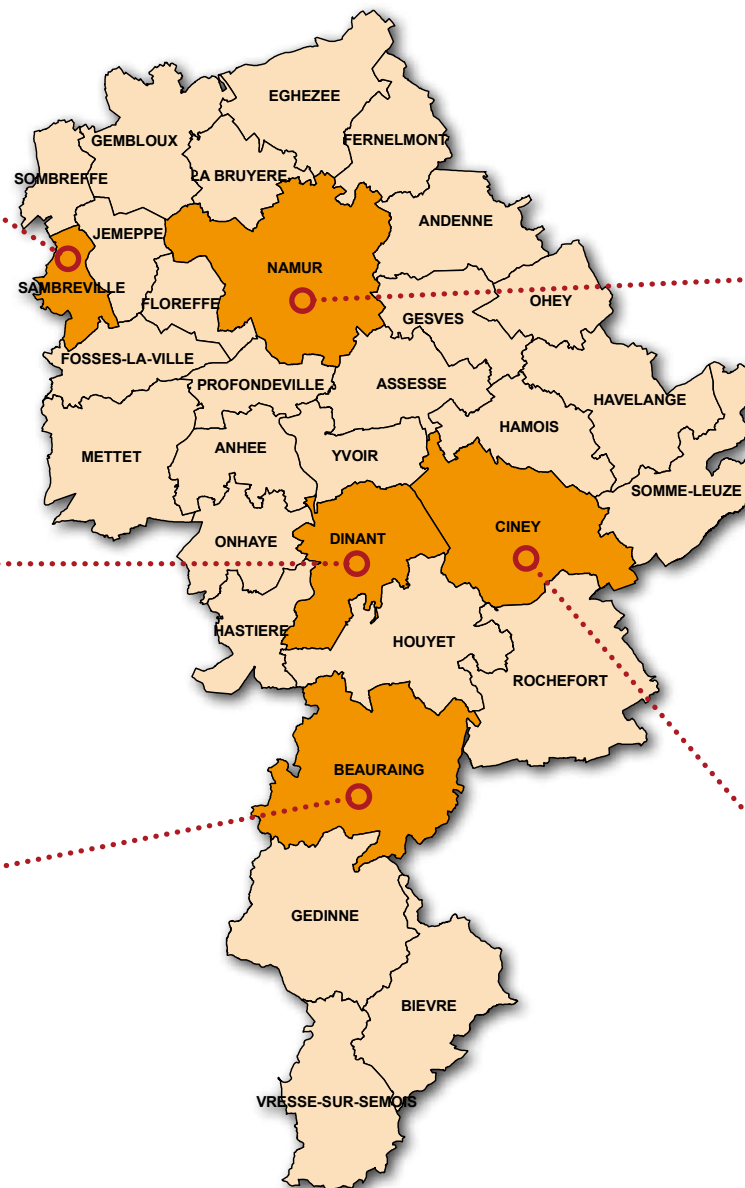 EGHEZEE
GEMBLOUX
FERNELMONT
SOMBREFFE
LA BRUYERE
ANDENNE
JEMEPPE
NAMUR
SAMBREVILLE
FLOREFFE
OHEY
GESVES
FOSSES-LA-VILLE
PROFONDEVILLE
ASSESSE
HAVELANGE
HAMOIS
METTET
ANHEE
YVOIR
SOMME-LEUZE
ONHAYE
DINANT
CINEY
HASTIERE
HOUYET
ROCHEFORT
BEAURAING
GEDINNE
BIEVRE
VRESSE-SUR-SEMOIS